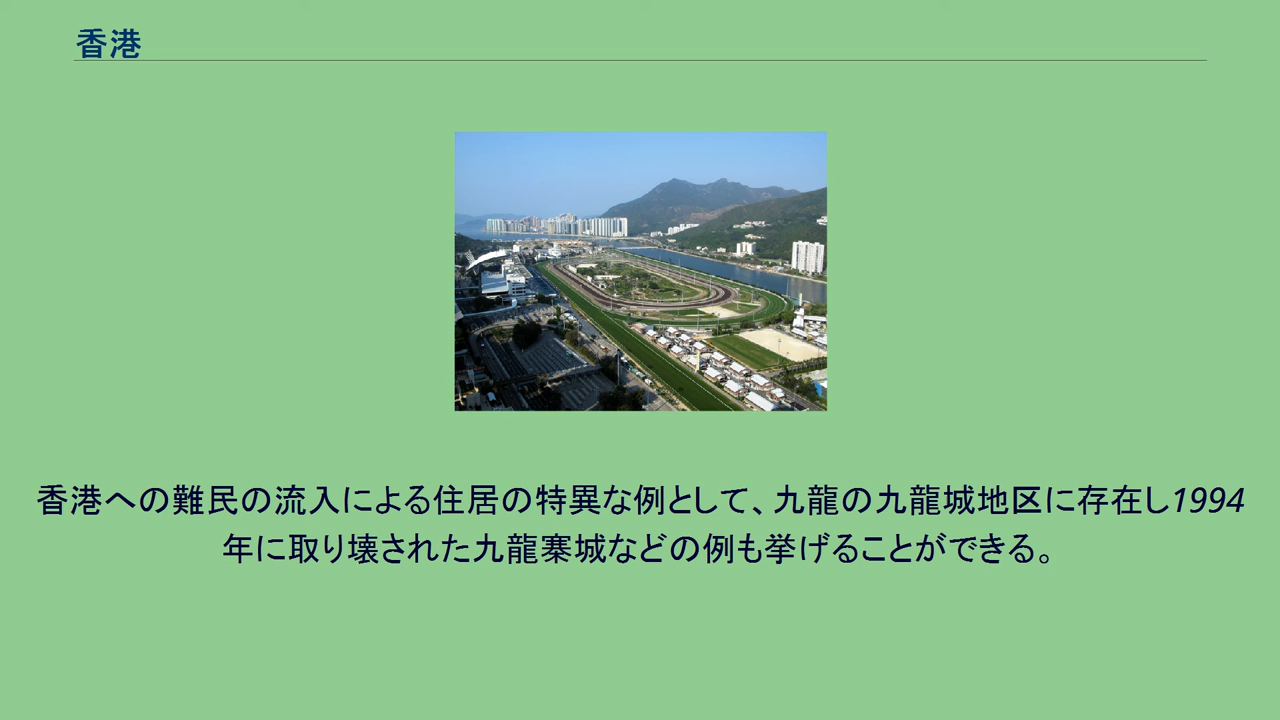 香港
香港への難民の流入による住居の特異な例として、九龍の九龍城地区に存在し1994
年に取り壊された九龍寨城などの例も挙げることができる。